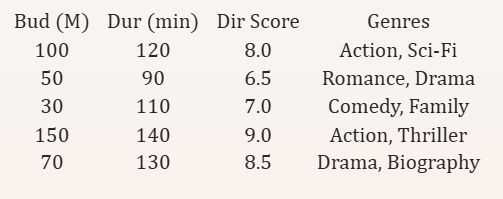 Bud (M) Dur (min) Dir Score Genres
100 120 8.0 Action, Sci-Fi
50 90 6.5 Romance, Drama
30 110 7.0 Comedy, Family
150 140 9.0 Action, Thriller
70 130 8.5 Drama, Biography